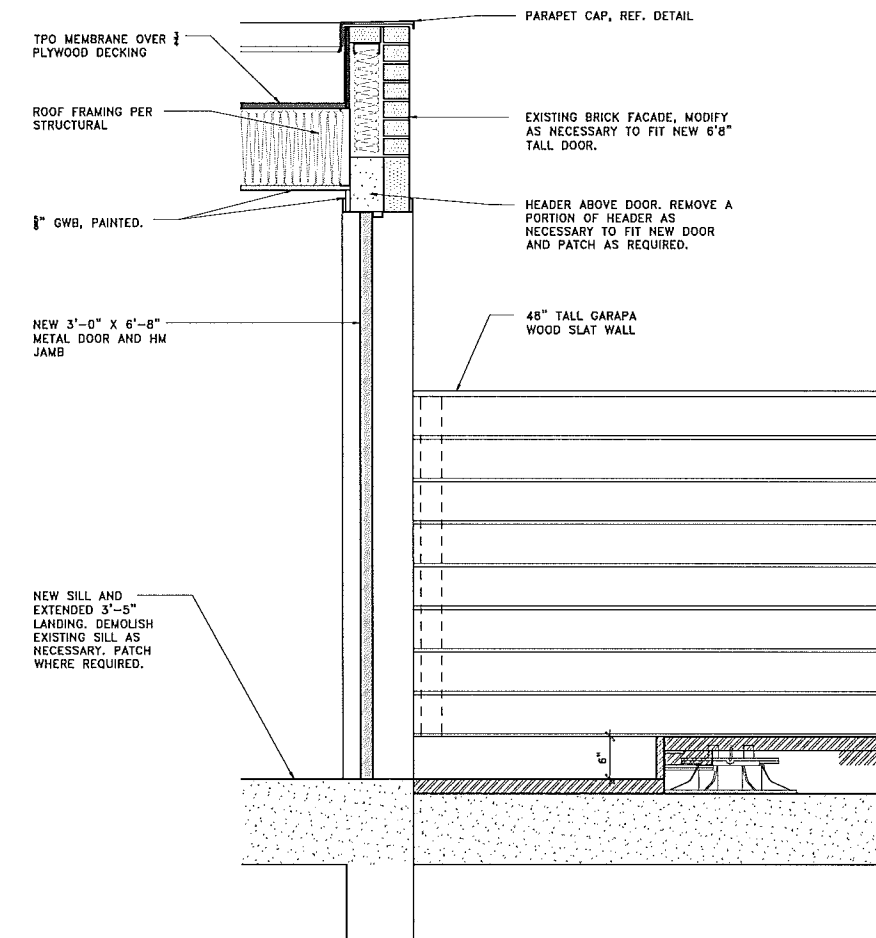 PARAPET CAP, REF. DETAIL
TPO MEMBRANE OVER 3/4
PLYWOOD DECKING
ROOF FRAMING PER
STRUCTURAL
EXISTING BRICK FACADE, MODIFY
AS NECESSARY TO FIT NEW 6'8"
TALL DOOR.
5/8" GWB, PAINTED.
HEADER ABOVE DOOR. REMOVE A
PORTION OF HEADER AS
NECESSARY TO FIT NEW DOOR
AND PATCH AS REQUIRED.
NEW 3'-0" X 6'-8"
METAL DOOR AND HM
JAMB
48" TALL GARAPA
WOOD SLAT WALL
NEW SILL AND
EXTENDED 3'-5"
LANDING. DEMOLISH
EXISTING SILL AS
NECESSARY. PATCH
WHERE REQUIRED.
6"